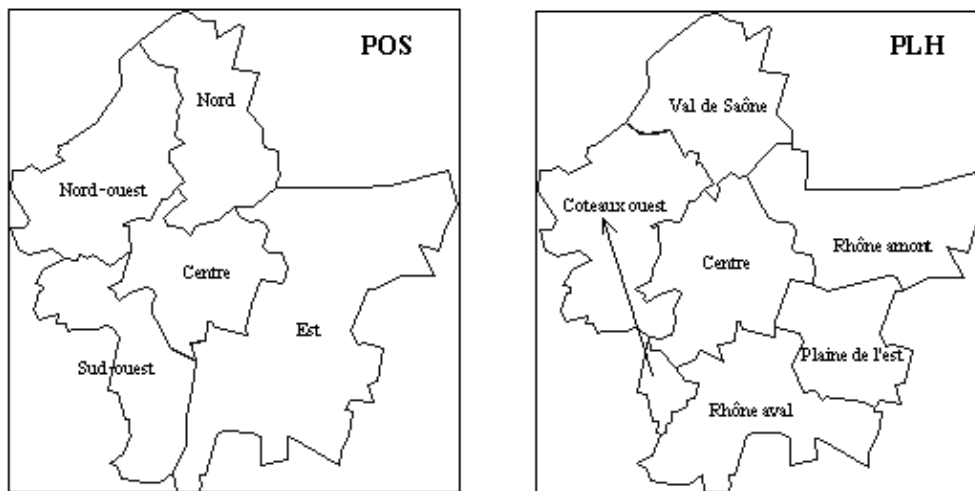 POS
Nord
Nord-ouest
Centre
Est
Sud-ouest
PLH
Val de Saône
Coteaux ouest
Rhône amont
Centre
Plaine de l'est
Rhône aval